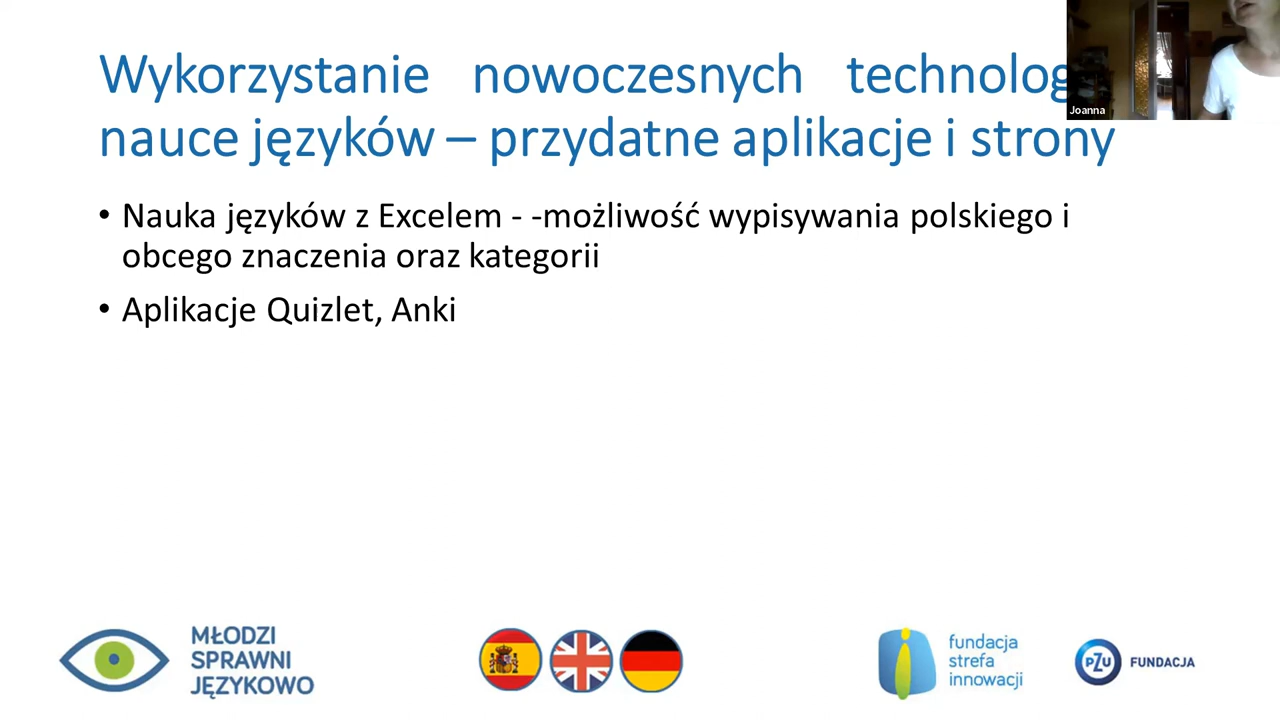 Wykorzystanie nowoczesnych technolog
nauce języków – przydatne aplikacje i strony
Joanna
• Nauka języków z Excelem - -możliwość wypisywania polskiego i
obcego znaczenia oraz kategorii
• Aplikacje Quizlet, Anki
MŁODZI
SPRAWNI
JĘZYKOWO
fundacja
strefa
innowacji
PZU FUNDACJA